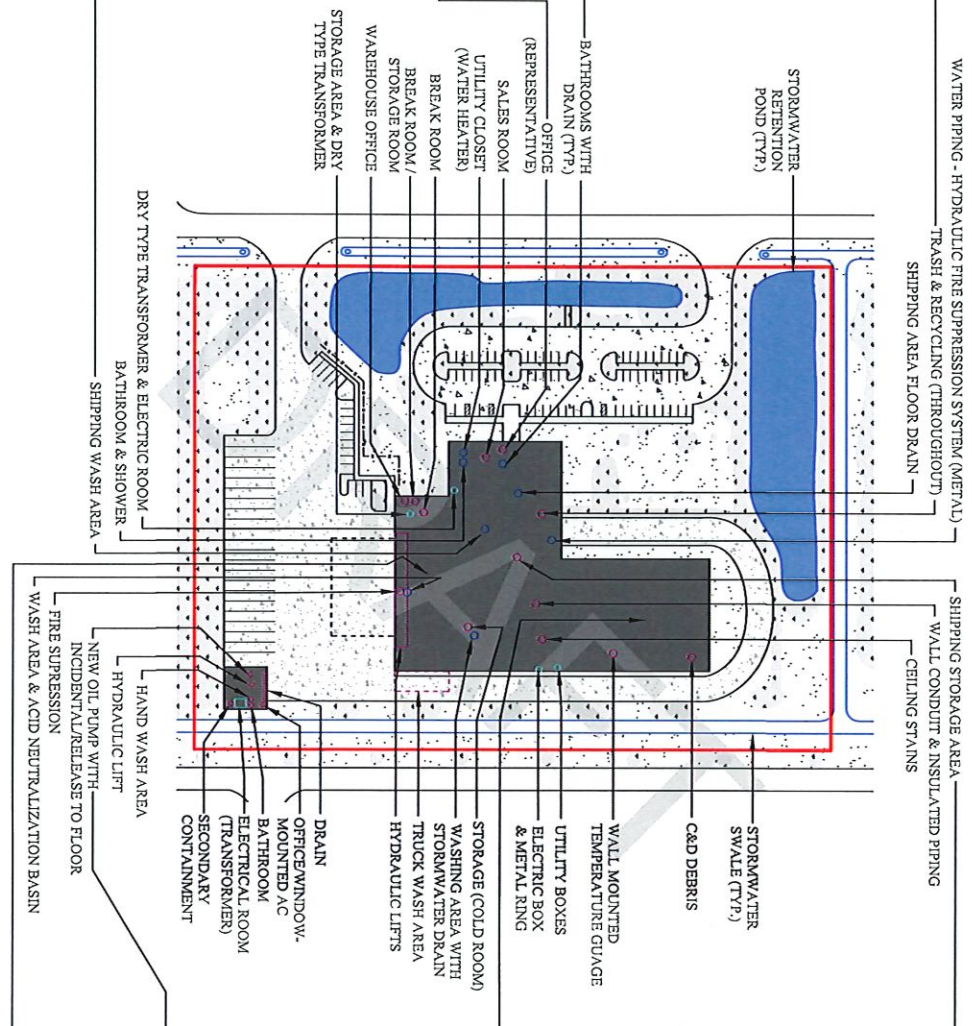 WATER PIPING - HYDRAULIC FIRE SUPPRESSION SYSTEM (METAL)
TRASH & RECYCLING (THROUGHOUT)
SHIPPING AREA FLOOR DRAIN
STORMWATER
RETENTION
POND (TYP.)
BATHROOMS WITH
DRAIN (TYP.)
OFFICE
(REPRESENTATIVE)
SALES ROOM
UTILITY CLOSET
(WATER HEATER)
BREAK ROOM
BREAK ROOM /
STORAGE ROOM
WAREHOUSE OFFICE
STORAGE AREA & DRY
TYPE TRANSFORMER
DRY TYPE TRANSFORMER & ELECTRIC ROOM
BATHROOM & SHOWER
SHIPPING WASH AREA
SHIPPING STORAGE AREA
WALL CONDUIT & INSULATED PIPING
CEILING STAINS
STORMWATER
SWALE (TYP.)
C&D DEBRIS
WALL MOUNTED
TEMPERATURE GUAGE
UTILITY BOXES
ELECTRIC BOX
& METAL RING
STORAGE (COLD ROOM)
WASHING AREA WITH
STORMWATER DRAIN
TRUCK WASH AREA
HYDRAULIC LIFTS
DRAIN
OFFICE/WINDOW-
MOUNTED AC
BATHROOM
ELECTRICAL ROOM
(TRANSFORMER)
SECONDARY
CONTAINMENT
HAND WASH AREA
HYDRAULIC LIFT
NEW OIL PUMP WITH
INCIDENTAL/RELEASE TO FLOOR
FIRE SUPRESSION
WASH AREA & ACID NEUTRALIZATION BASIN
DRAFT